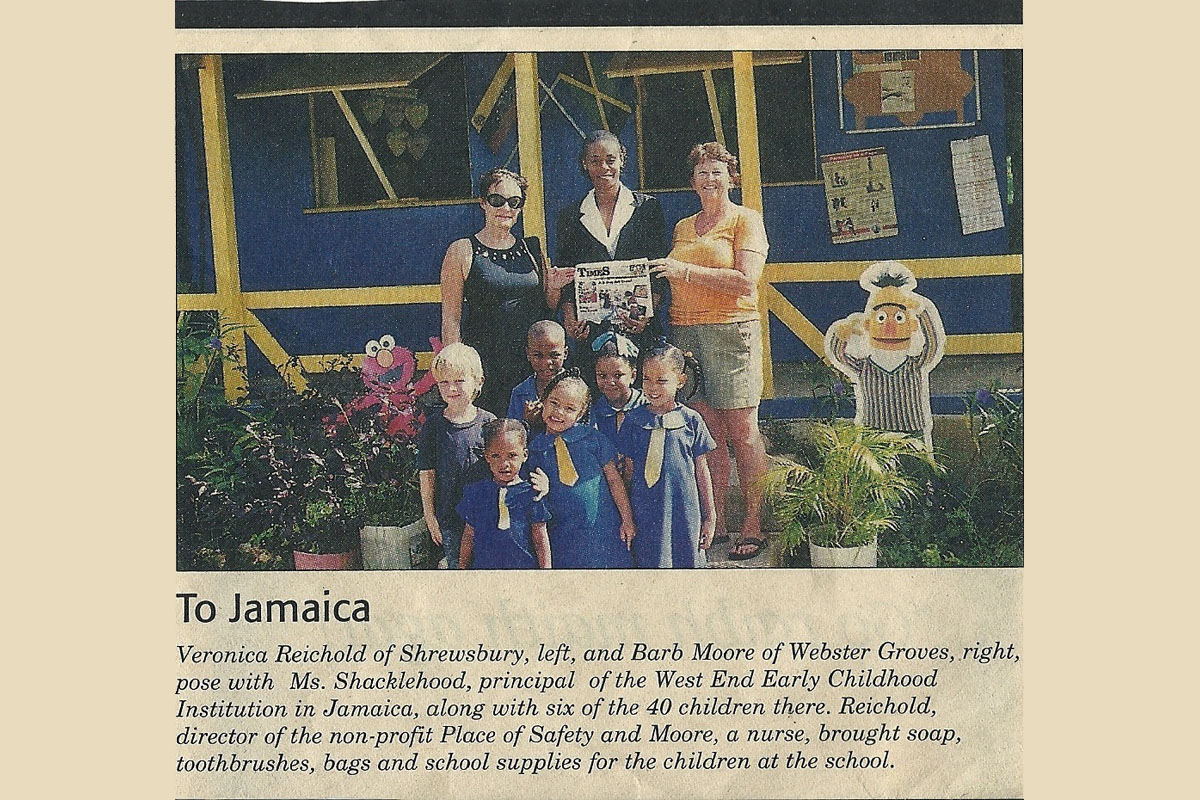 TIMES
To Jamaica
Veronica Reichold of Shrewsbury, left, and Barb Moore of Webster Groves, right,
pose with Ms. Shacklehood, principal of the West End Early Childhood
Institution in Jamaica, along with six of the 40 children there. Reichold,
director of the non-profit Place of Safety and Moore, a nurse, brought soap,
toothbrushes, bags and school supplies for the children at the school.